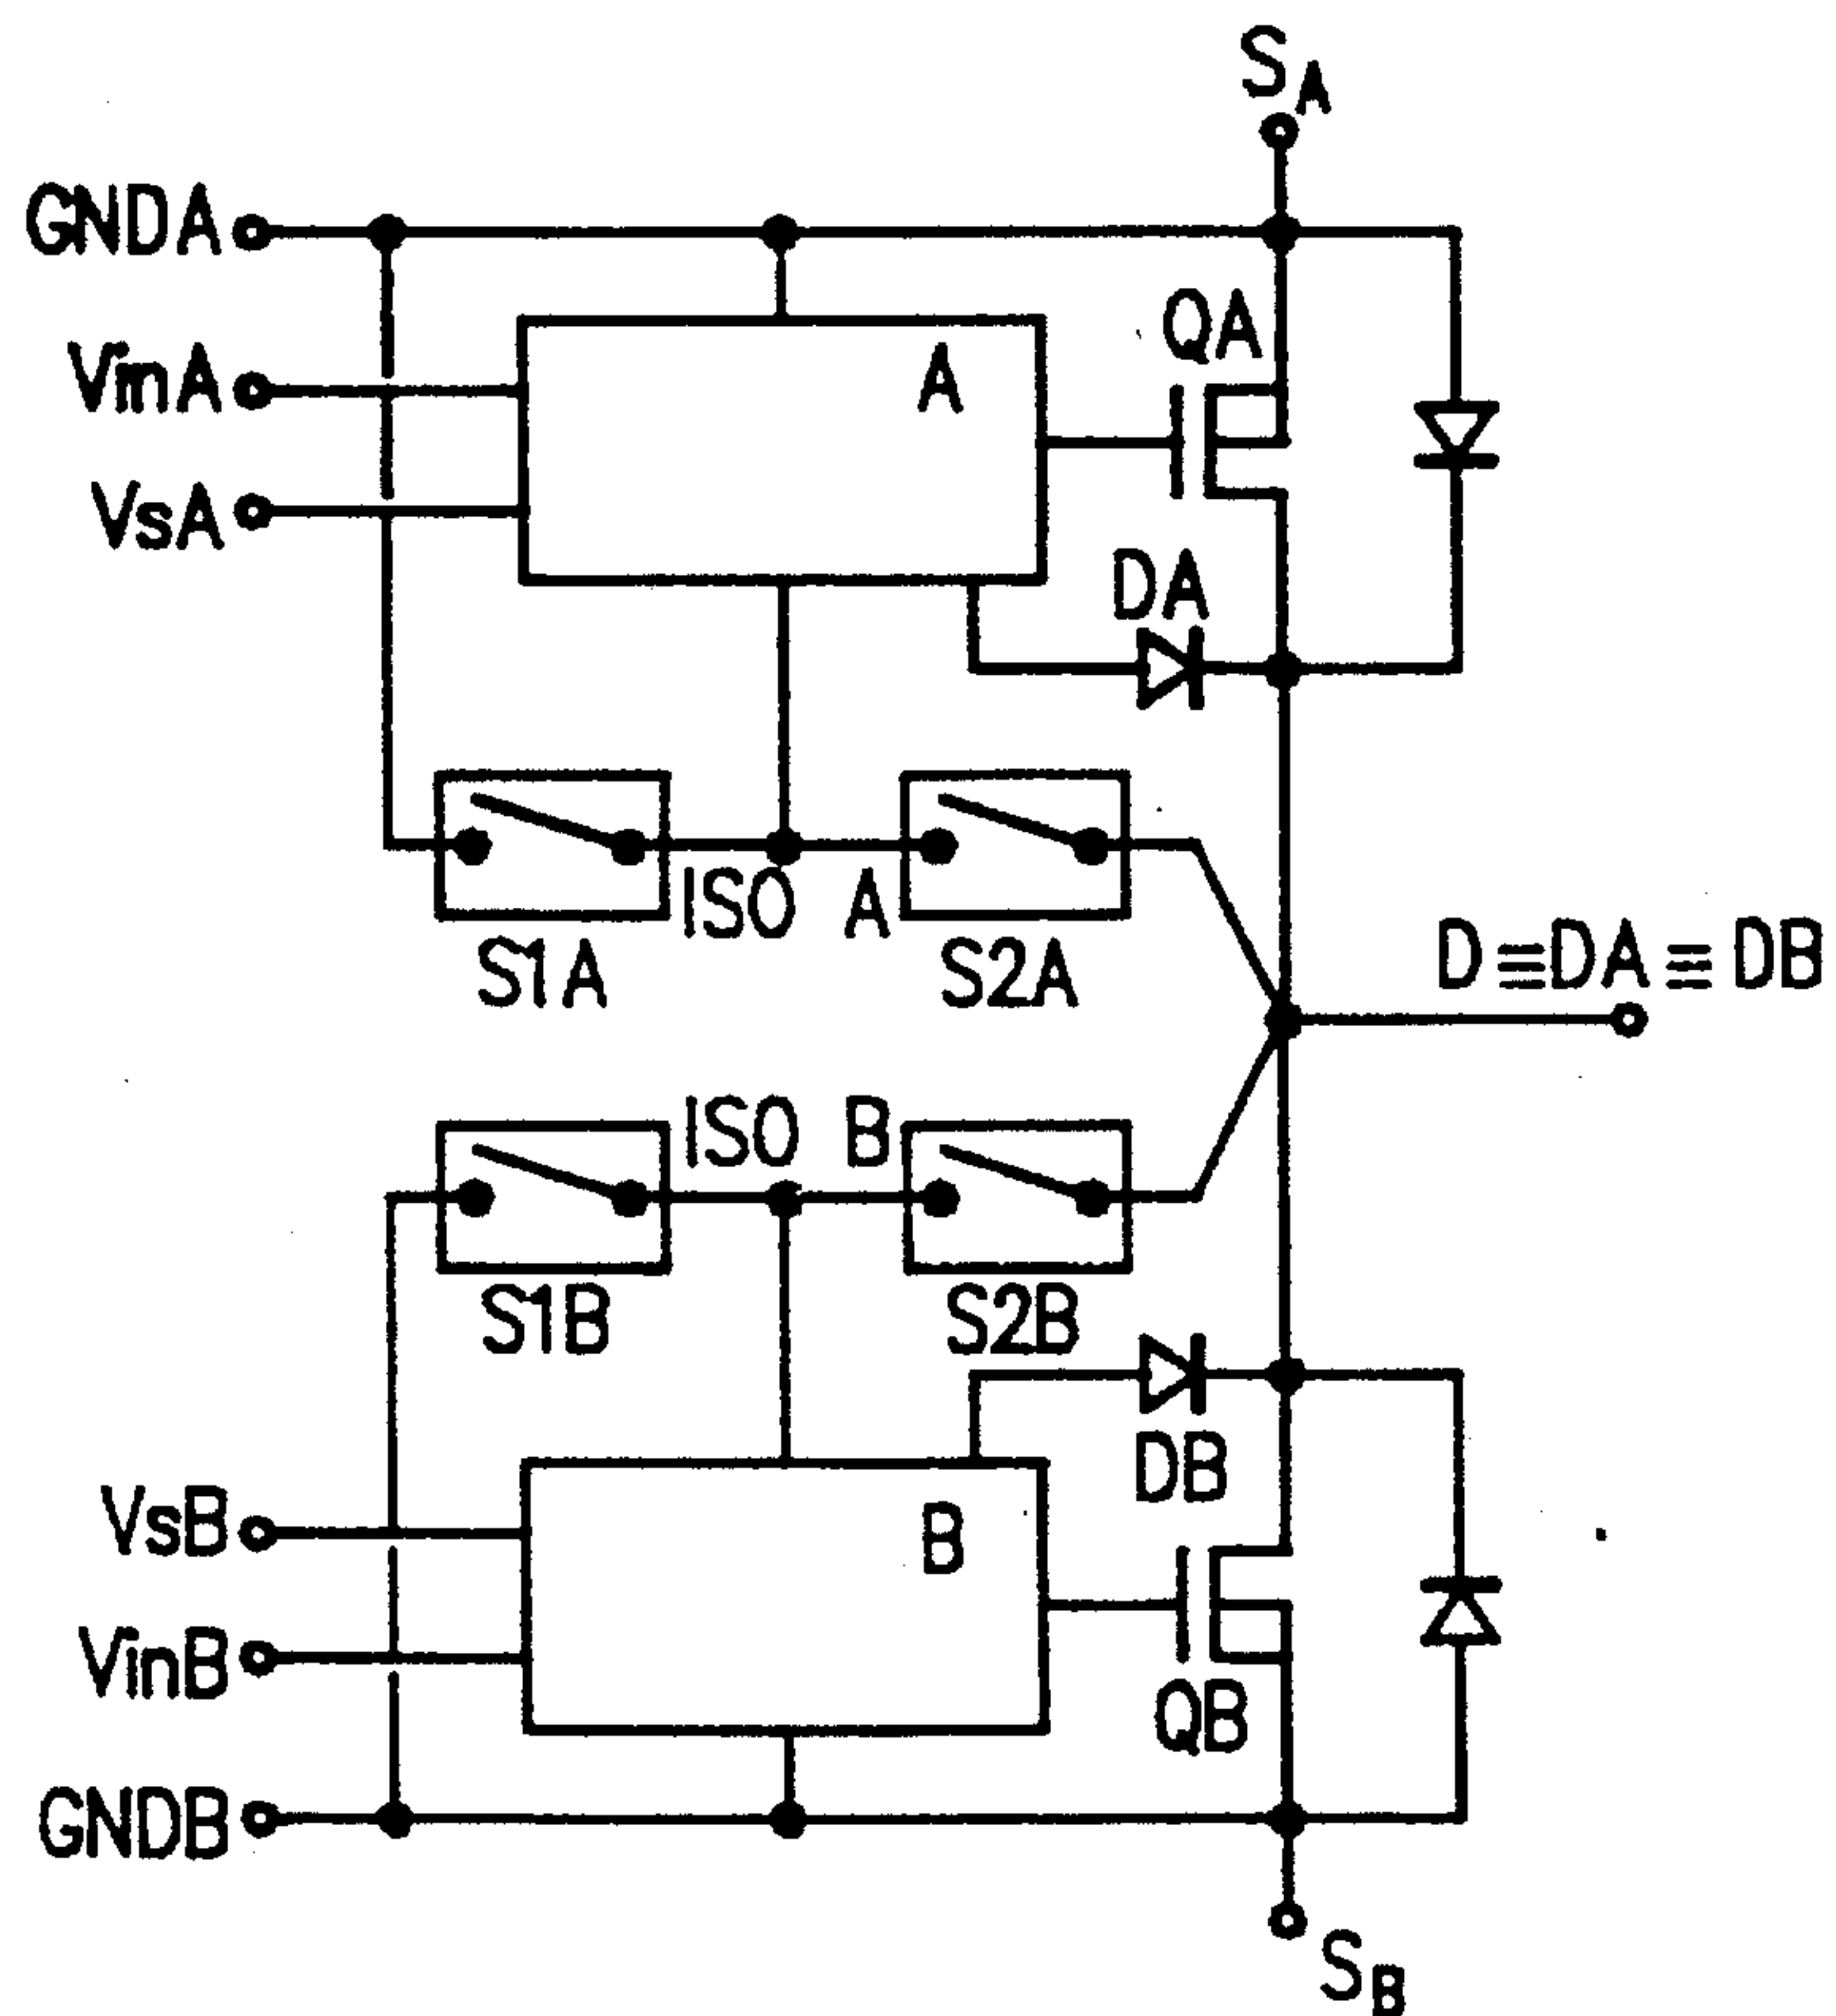 SA
GNDA
VmA
VsA
A
QA
DA
ISO A
S1A
S2A
D≡DA≡DB
ISO B
S1B
S2B
DB
VsB
B
VinB
QB
GNDB
SB